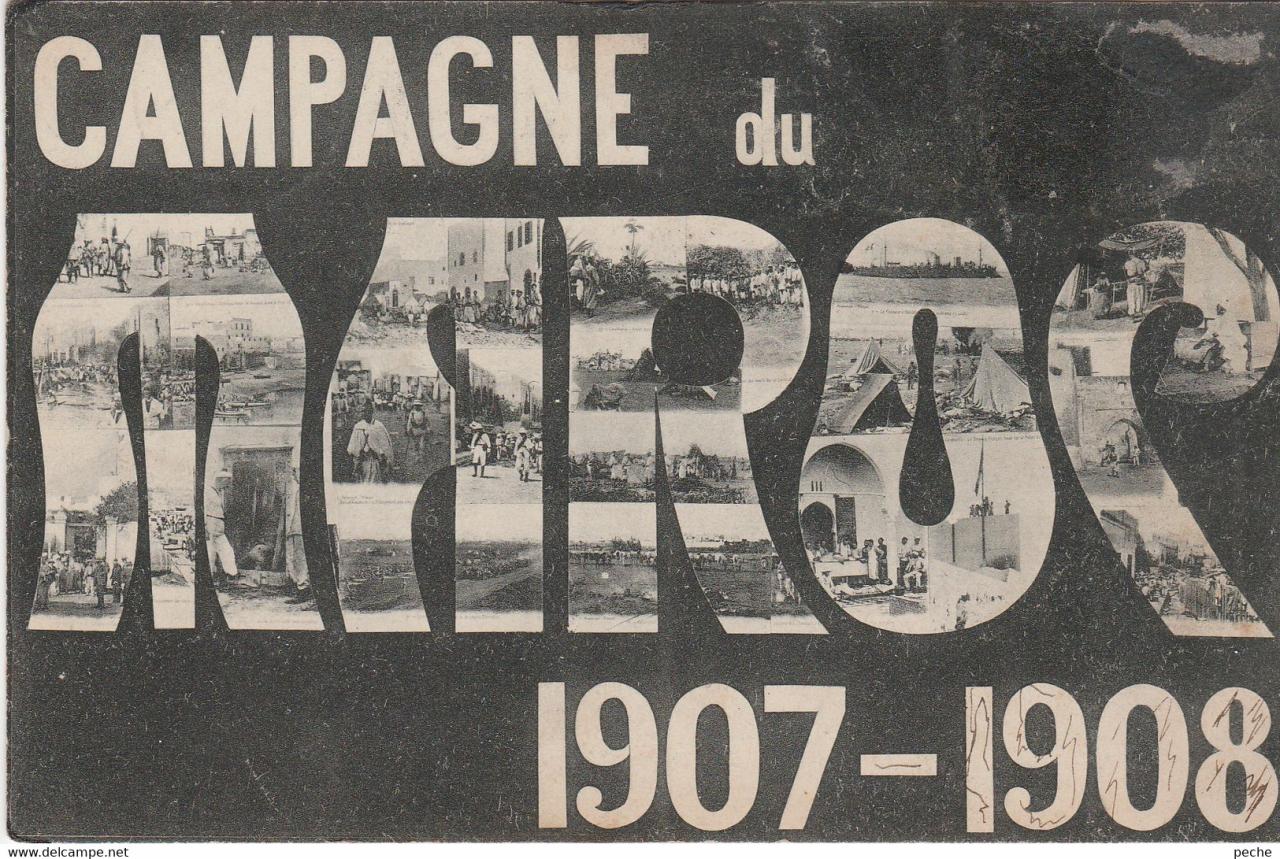 CAMPAGNE du
MAROC
1907-1908
www.delcampe.net
peche